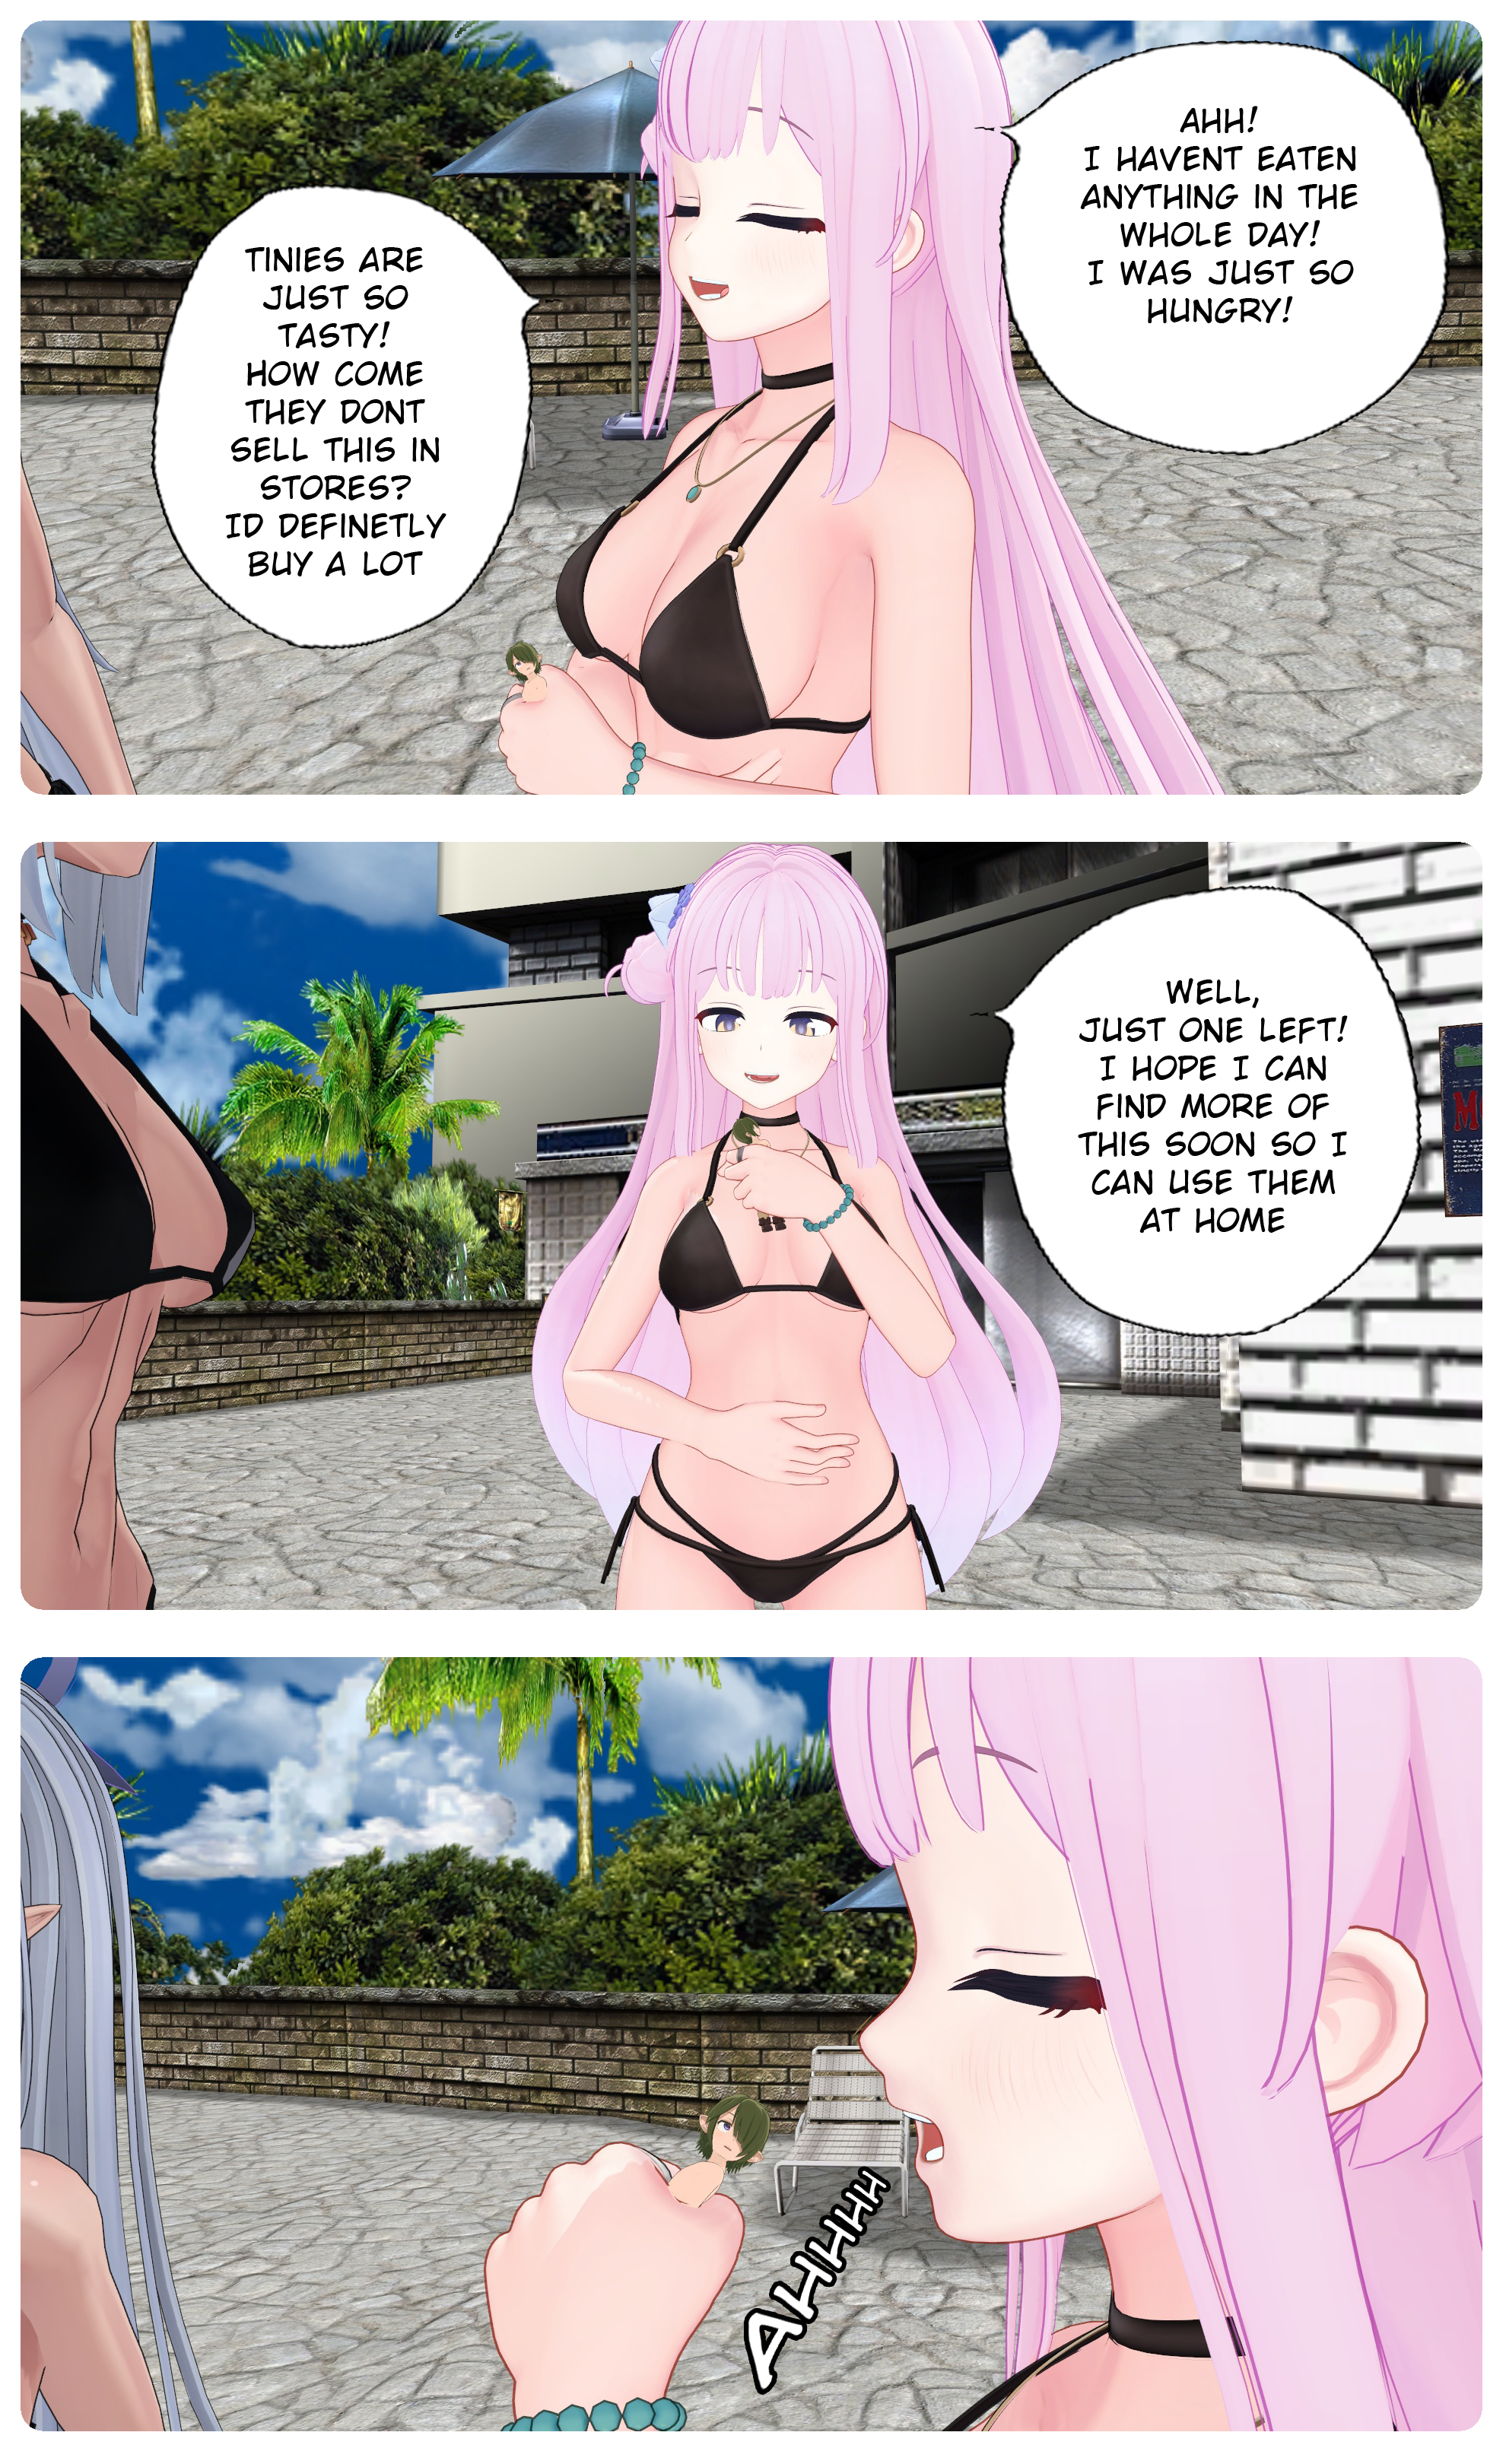 AHH!
I HAVENT EATEN
ANYTHING IN THE
WHOLE DAY!
I WAS JUST SO
HUNGRY!
TINIES ARE
JUST SO
TASTY!
HOW COME
THEY DONT
SELL THIS IN
STORES?
ID DEFINETLY
BUY A LOT
WELL,
JUST ONE LEFT!
I HOPE I CAN
FIND MORE OF
THIS SOON SO I
CAN USE THEM
AT HOME
AHHHHH